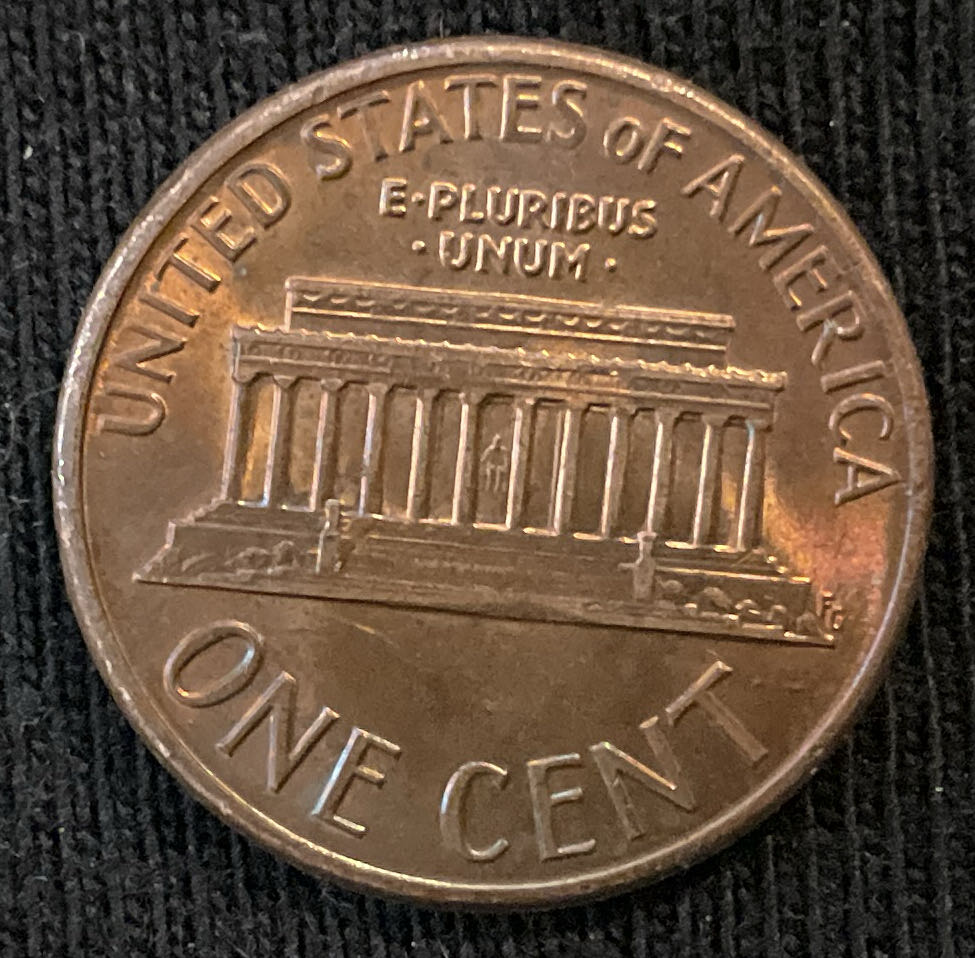 UNITED STATES OF AMERICA
E·PLURIBUS
·UNUM·
ONE CENT